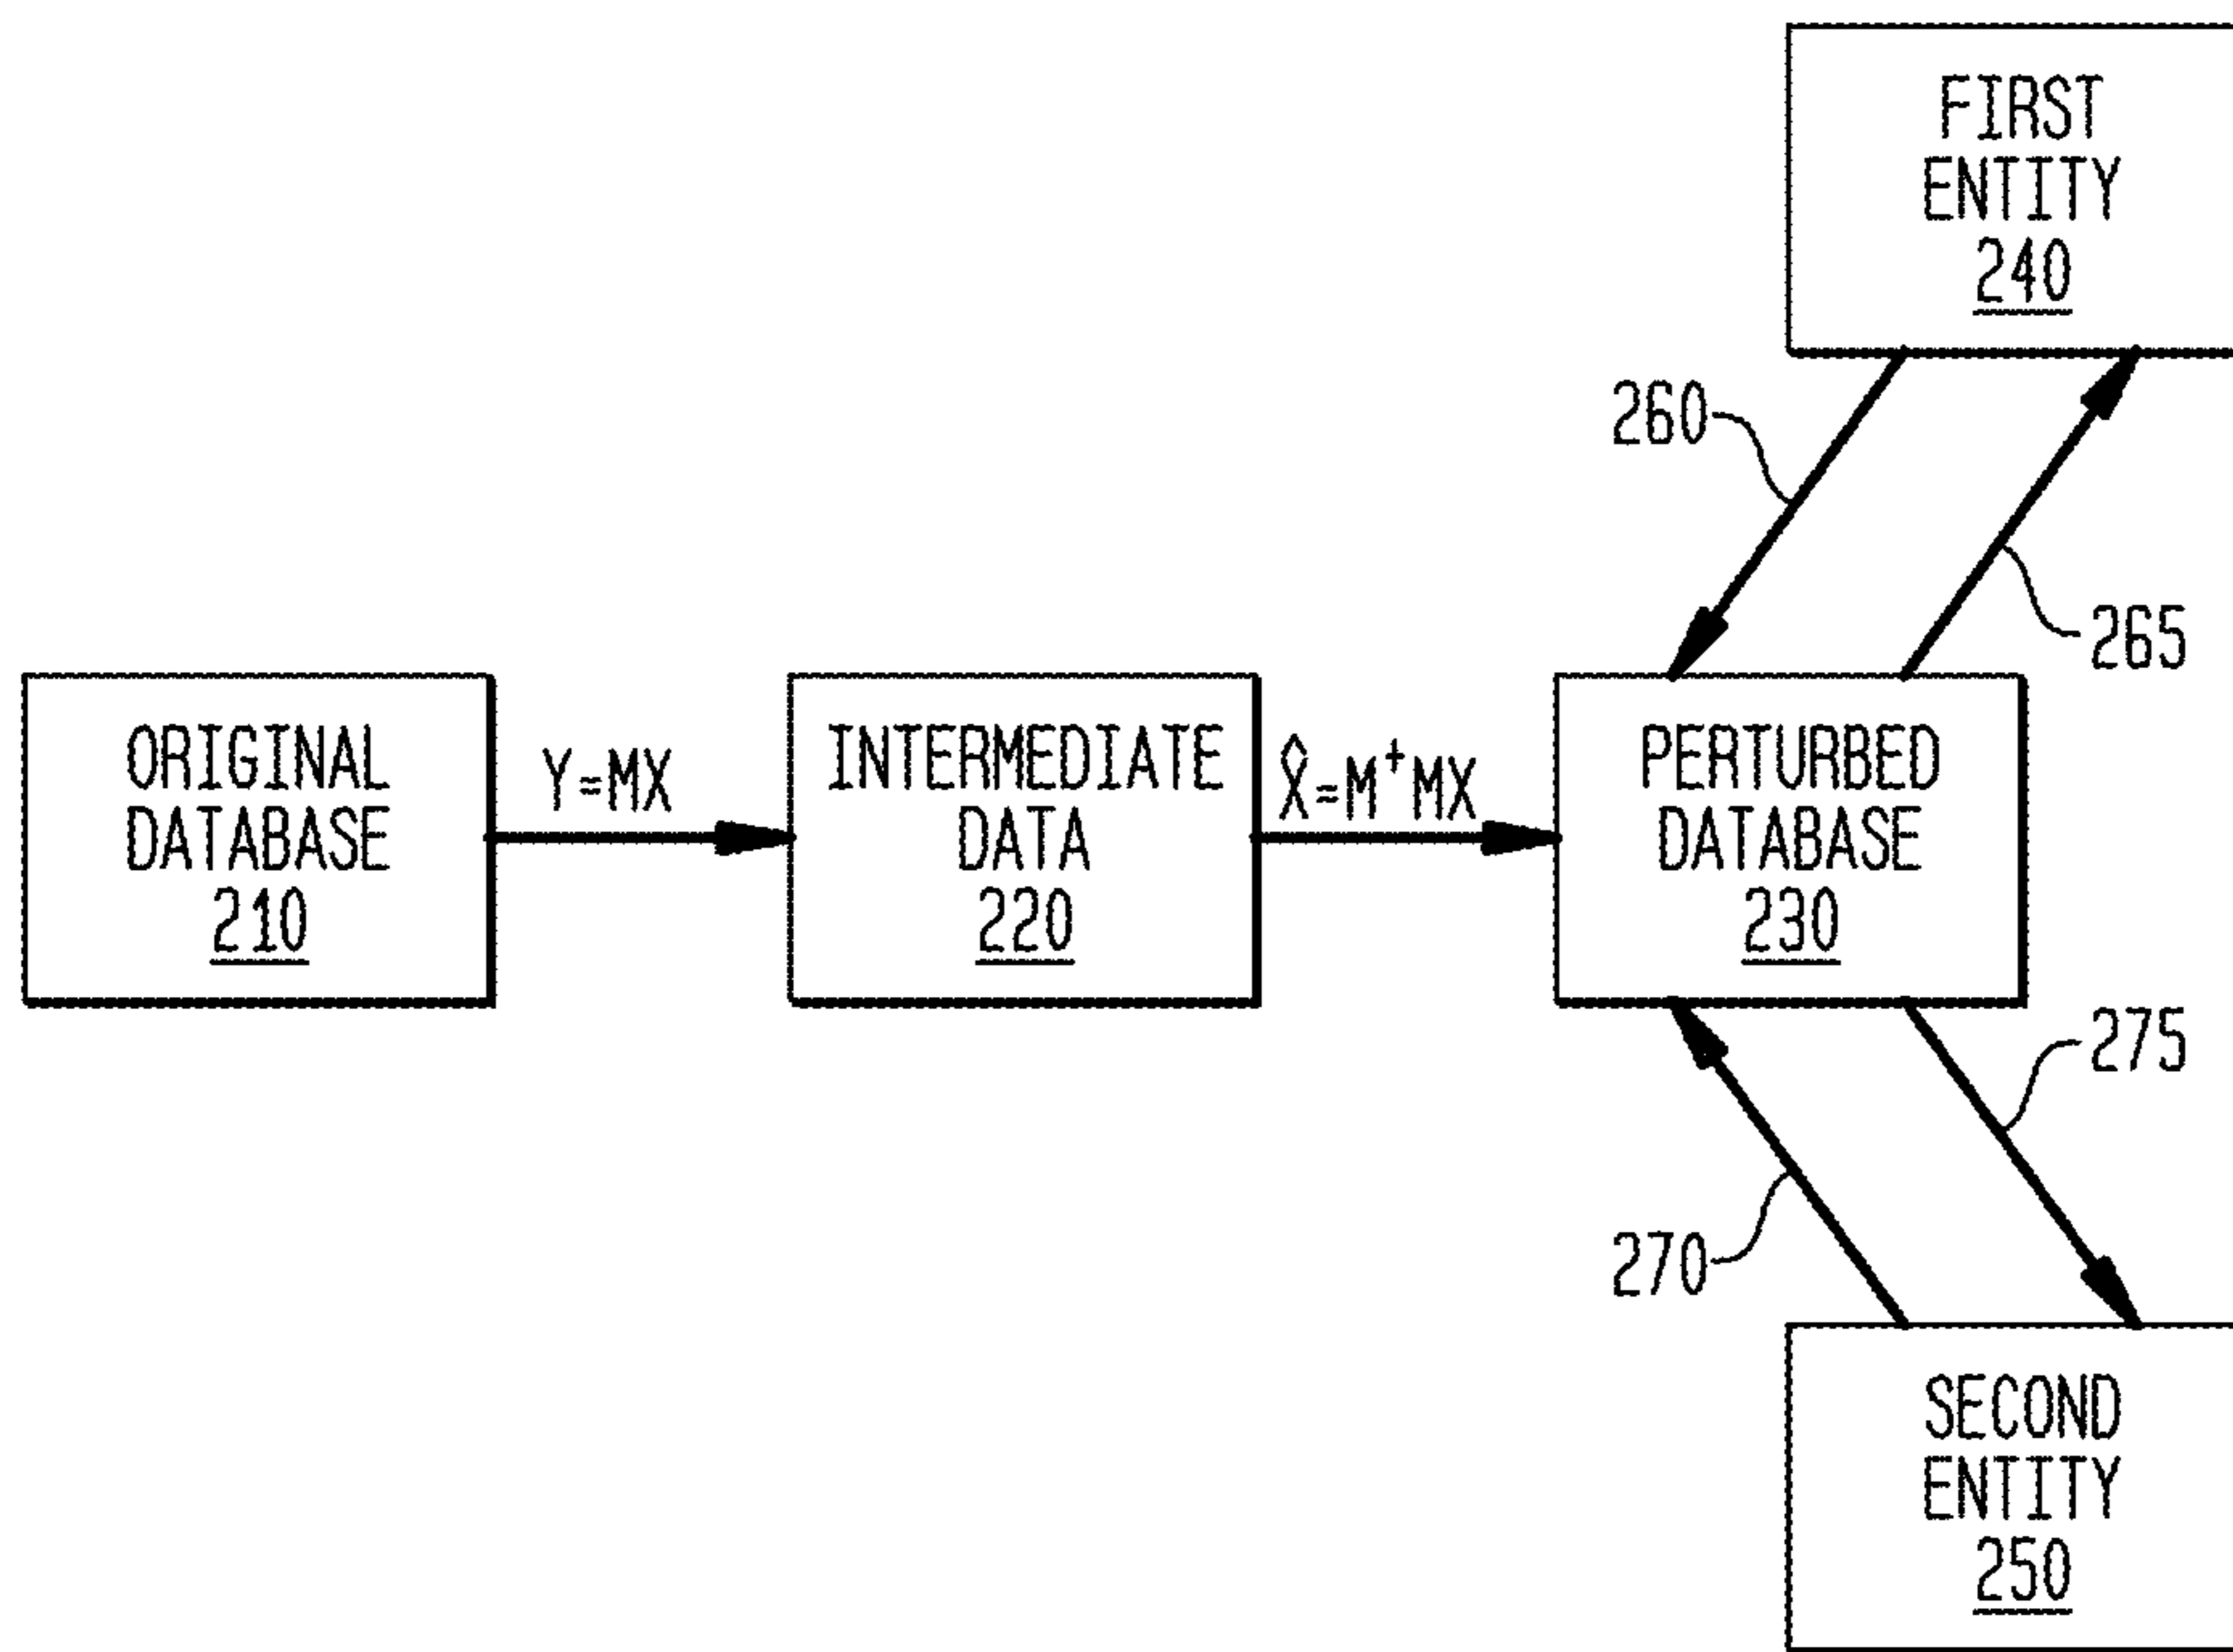 FIRST
ENTITY
240
260
265
ORIGINAL
DATABASE
210
Y=MX
INTERMEDIATE
DATA
220
X̂=M⁺MX
PERTURBED
DATABASE
230
275
270
SECOND
ENTITY
250